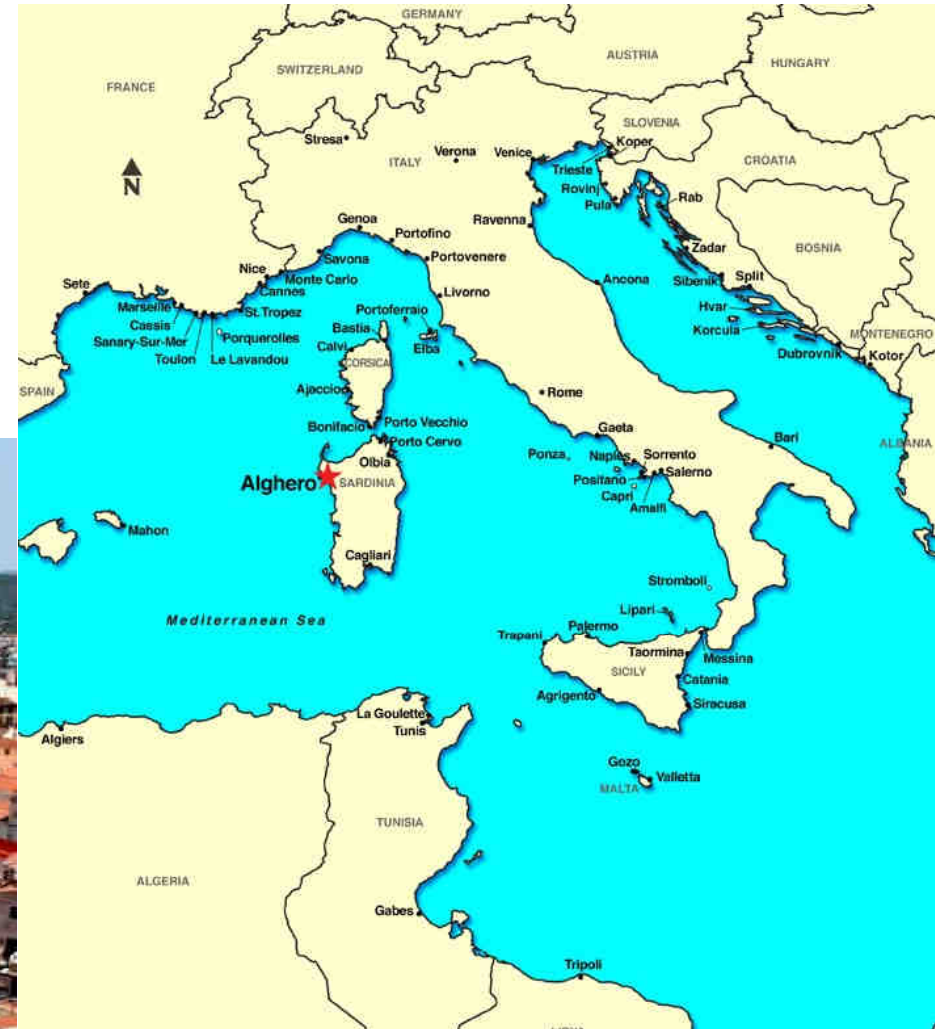 GERMANY
AUSTRIA
HUNGARY
SWITZERLAND
FRANCE
SLOVENIA
Stresa
Koper
Verona
Venice
ITALY
CROATIA
Trieste
N
Rovinj
Rab
Pula
Ravenna
Genoa
Portofino
Zadar
BOSNIA
Savona
Portovenere
Nice
Monte Carlo
Sibenik
Split
Sete
Cannes
Ancona
Livorno
Marseille
St. Tropez
Portoferraio
Hvar
Cassis
Bastia
Korcula
MONTENEGRO
Sanary-Sur-Mer
Porquerolles
Calvi
Elba
Dubrovnik
Kotor
Toulon
Le Lavandou
CORSICA
SPAIN
Ajaccio
Rome
Bonifacio
Porto Vecchio
Gaeta
Bari
ALBANIA
Porto Cervo
Ponza
Naples
Sorrento
Olbia
Salerno
Alghero
SARDINIA
Positano
Capri
Amalfi
Mahon
Cagliari
Stromboli
Lipari
Mediterranean Sea
Palermo
Trapani
Taormina
Messina
SICILY
Catania
Agrigento
Siracusa
La Goulette
Tunis
Algiers
Gozo
Valletta
MALTA
TUNISIA
ALGERIA
Gabes
Tripoli